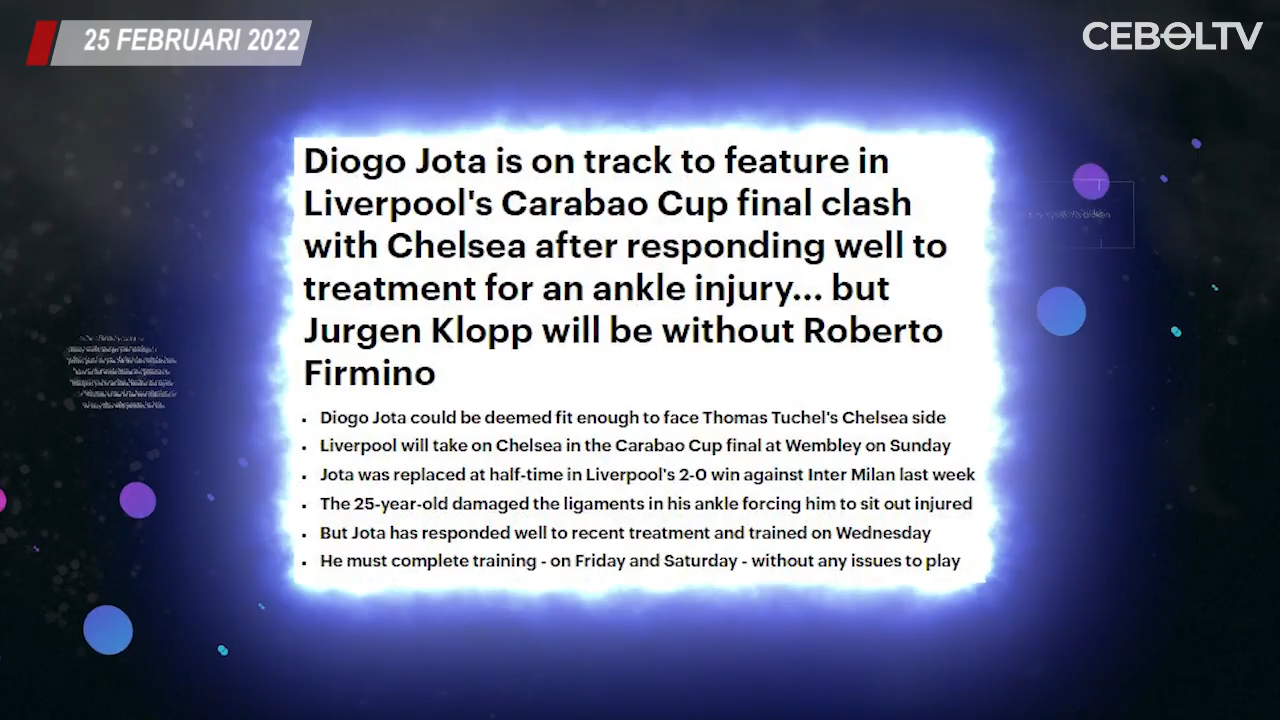 25 FEBRUARI 2022
CEBOLTV
Diogo Jota is on track to feature in
Liverpool's Carabao Cup final clash
with Chelsea after responding well to
treatment for an ankle injury... but
Jurgen Klopp will be without Roberto
Firmino
Diogo Jota could be deemed fit enough to face Thomas Tuchel's Chelsea side
Liverpool will take on Chelsea in the Carabao Cup final at Wembley on Sunday
Jota was replaced at half-time in Liverpool's 2-0 win against Inter Milan last week
The 25-year-old damaged the ligaments in his ankle forcing him to sit out injured
But Jota has responded well to recent treatment and trained on Wednesday
He must complete training - on Friday and Saturday - without any issues to play